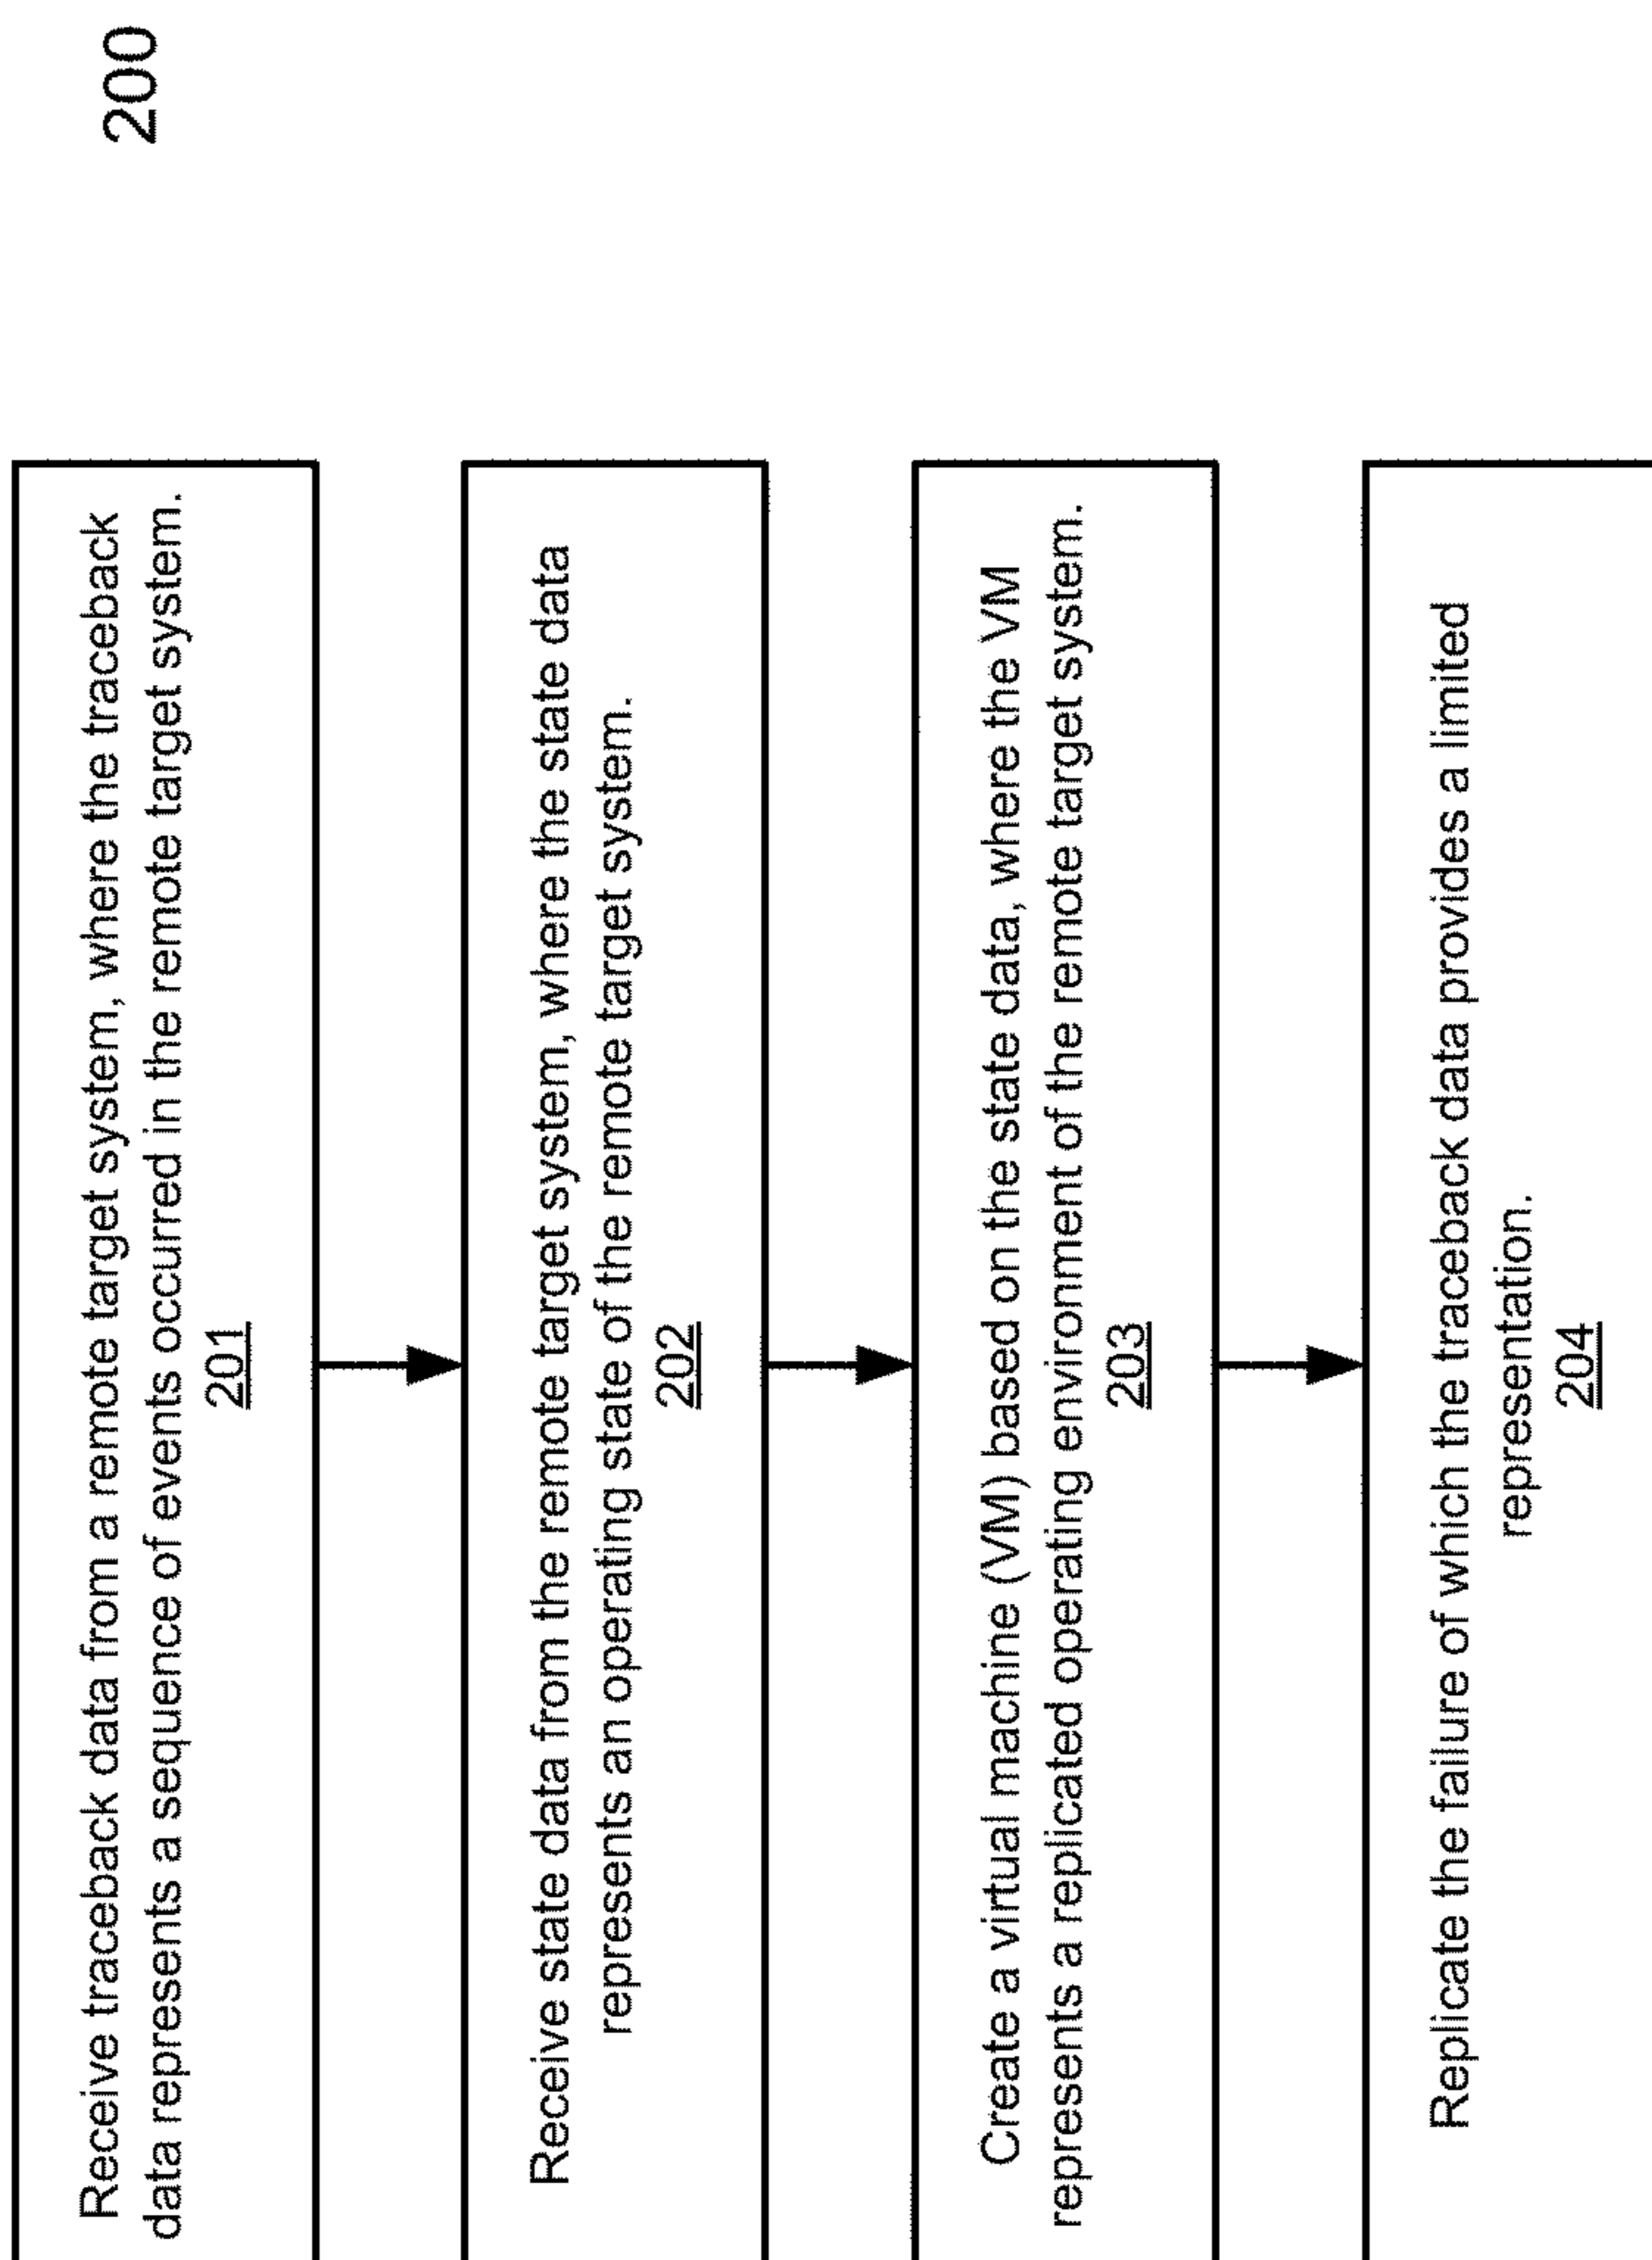 200
Receive traceback data from a remote target system, where the traceback
data represents a sequence of events occurred in the remote target system.
201
Receive state data from the remote target system, where the state data
represents an operating state of the remote target system.
202
Create a virtual machine (VM) based on the state data, where the VM
represents a replicated operating environment of the remote target system.
203
Replicate the failure of which the traceback data provides a limited
representation.
204